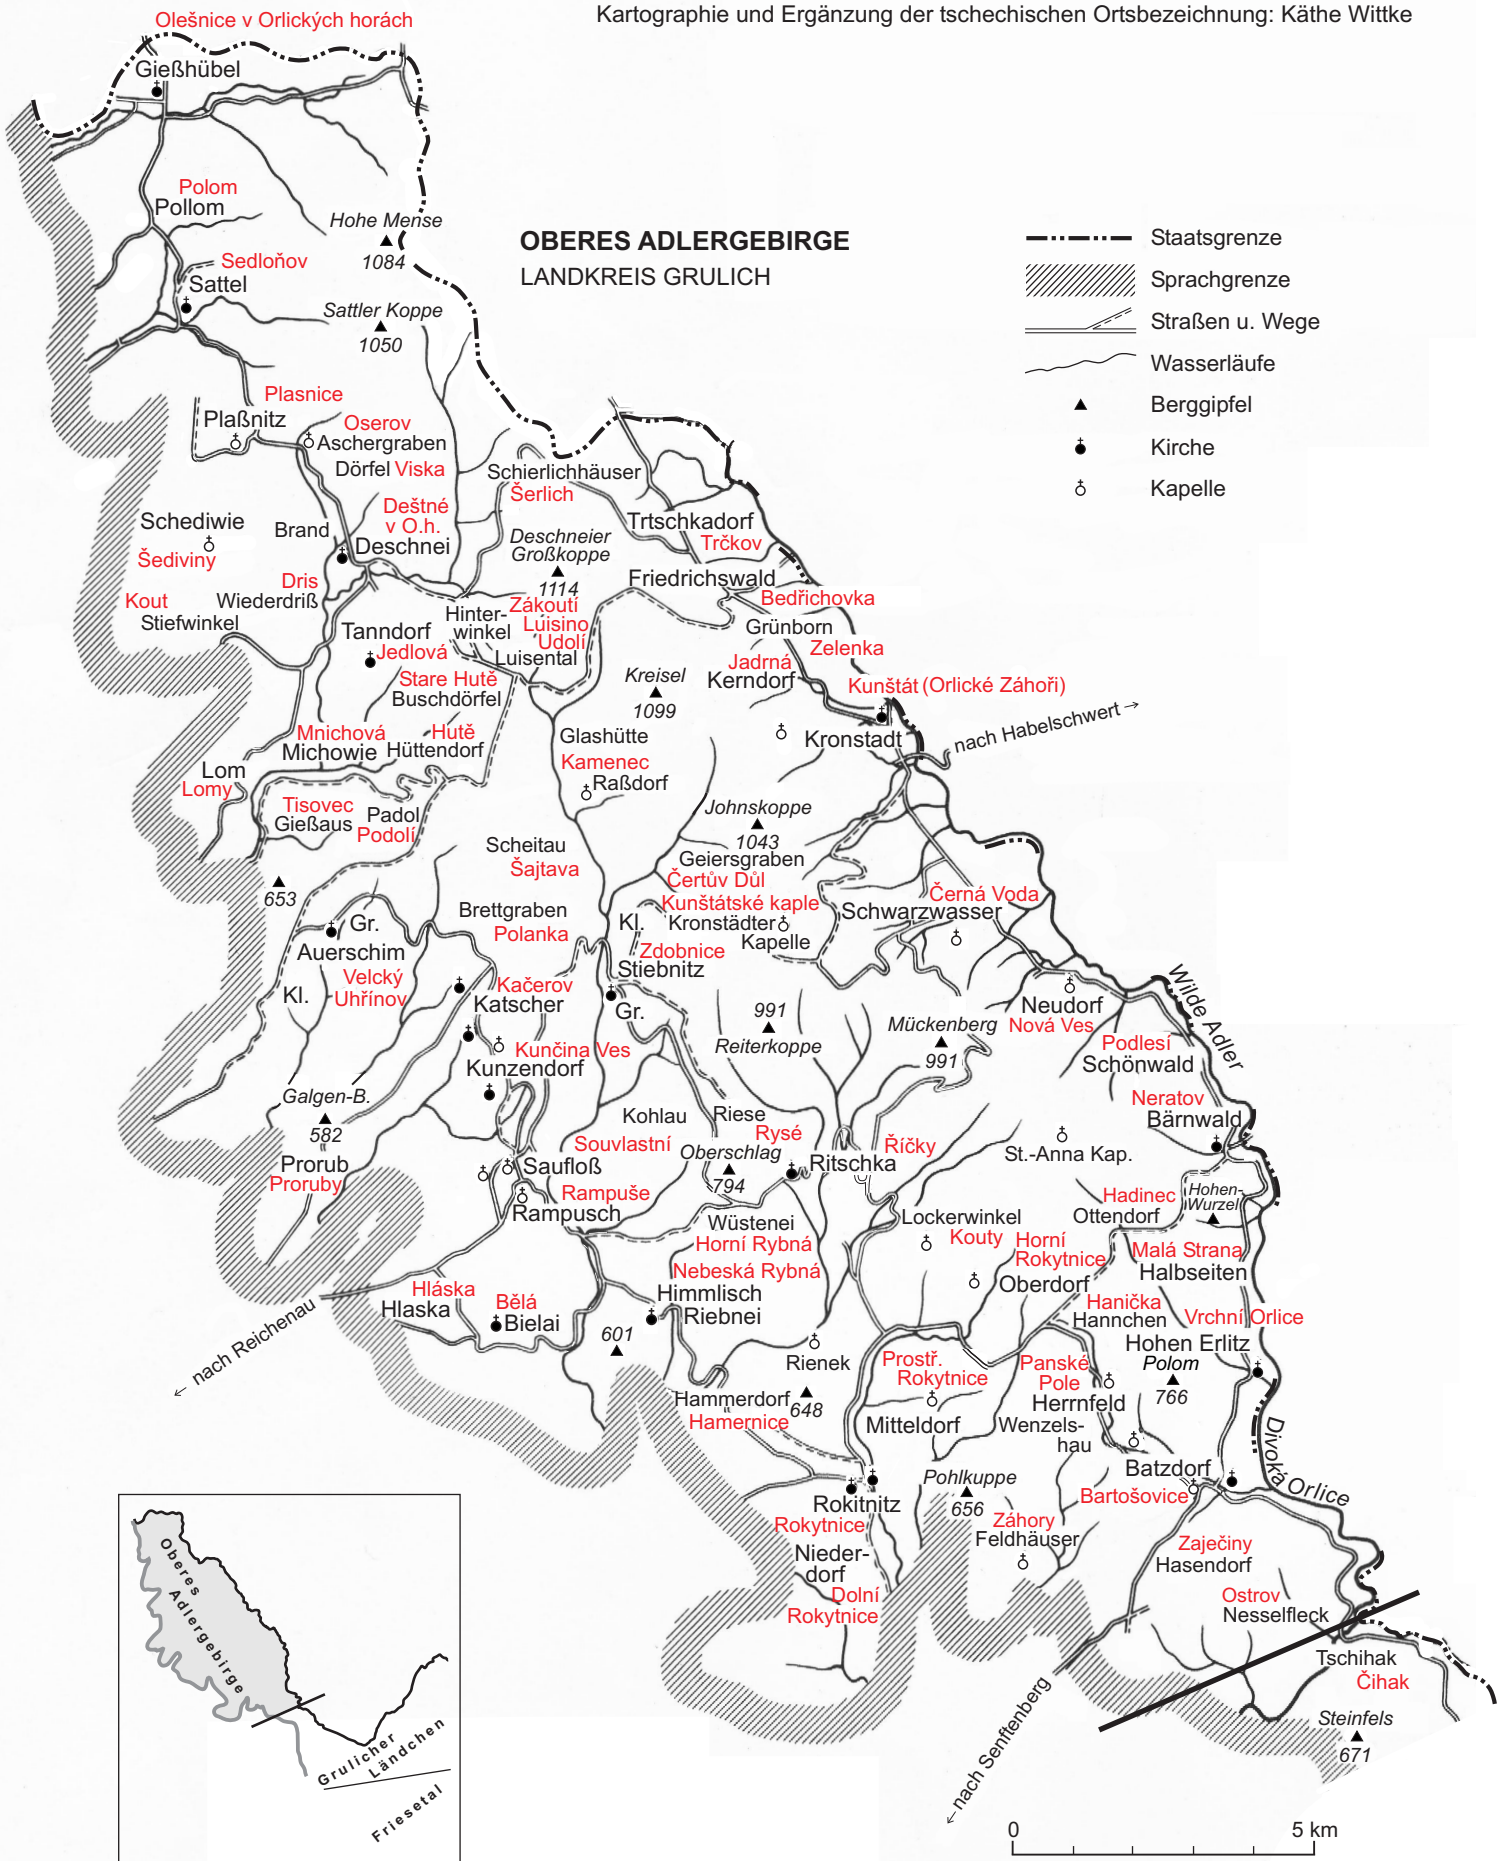 Olešnice v Orlických horách
Kartographie und Ergänzung der tschechischen Ortsbezeichnung: Käthe Wittke
Gießhübel
Polom
Pollom
Hohe Mense
1084
OBERES ADLERGEBIRGE
LANDKREIS GRULICH
Staatsgrenze
Sprachgrenze
Straßen u. Wege
Wasserläufe
Berggipfel
Kirche
Kapelle
Sedloňov
Sattel
Sattler Koppe
1050
Plasnice
Plaßnitz
Oserov
Aschergraben
Dörfel Viska
Schierlichhäuser
Šerlich
Deštné
v O.h.
Deschnei
Schediwie
Šediviny
Brand
Deschneier
Großkoppe
1114
Trtschkadorf
Trčkov
Dris
Wiederdriß
Kout
Stiefwinkel
Friedrichswald
Bedřichovka
Hinter-
winkel
Zákoutí
Luisino
Udolí
Luisental
Tanndorf
Jedlová
Grünborn
Zelenka
Stare Hutě
Buschdörfel
Kreisel
1099
Jadrná
Kerndorf
Kunštát (Orlické Záhoři)
Kronstadt
nach Habelschwert →
Mnichová
Michowie
Hutě
Hüttendorf
Glashütte
Kamenec
Raßdorf
Lom
Lomy
Tisovec
Gießaus
Padol
Podolí
Johnskoppe
1043
Scheitau
Šajtava
Geiersgraben
Čertův Důl
653
Kunštátské kaple
Kronstädter
Kapelle
Černá Voda
Schwarzwasser
Brettgraben
Polanka
Gr.
Auerschim
Velcký
Uhřínov
Kl.
Kl.
Zdobnice
Stiebnitz
Gr.
Kačerov
Katscher
Wilde Adler
Neudorf
Nová Ves
991
Reiterkoppe
Mückenberg
991
Kunčina Ves
Kunzendorf
Podlesí
Schönwald
Galgen-B.
582
Neratov
Bärnwald
Kohlau
Riese
Rysé
Souvlastní
Oberschlag
794
Ritschka
Říčky
St.-Anna Kap.
Prorub
Proruby
Saufloß
Rampuše
Rampusch
Hadinec
Ottendorf
Hohen-
Wurzel
Wüstenei
Horní Rybná
Lockerwinkel
Kouty
Horní
Rokytnice
Oberdorf
Malá Strana
Halbseiten
Nebeská Rybná
Himmlisch
Riebnei
Hláska
Hlaska
Bělá
Bielai
Hanička
Hannchen
Vrchní Orlice
Hohen Erlitz
← nach Reichenau
601
Rienek
Prostř.
Rokytnice
Panské
Pole
Herrnfeld
Polom
766
Hammerdorf
Hamernice
648
Mitteldorf
Wenzels-
hau
Batzdorf
Bartošovice
Divoká Orlice
Pohlkuppe
656
Rokitnitz
Rokytnice
Záhory
Feldhäuser
Zaječiny
Hasendorf
Nieder-
dorf
Dolní
Rokytnice
Ostrov
Nesselfleck
Tschihak
Čihak
Steinfels
671
← nach Senftenberg
Oberes
Adlergebirge
Grulicher
Ländchen
Friesetal
0 5 km